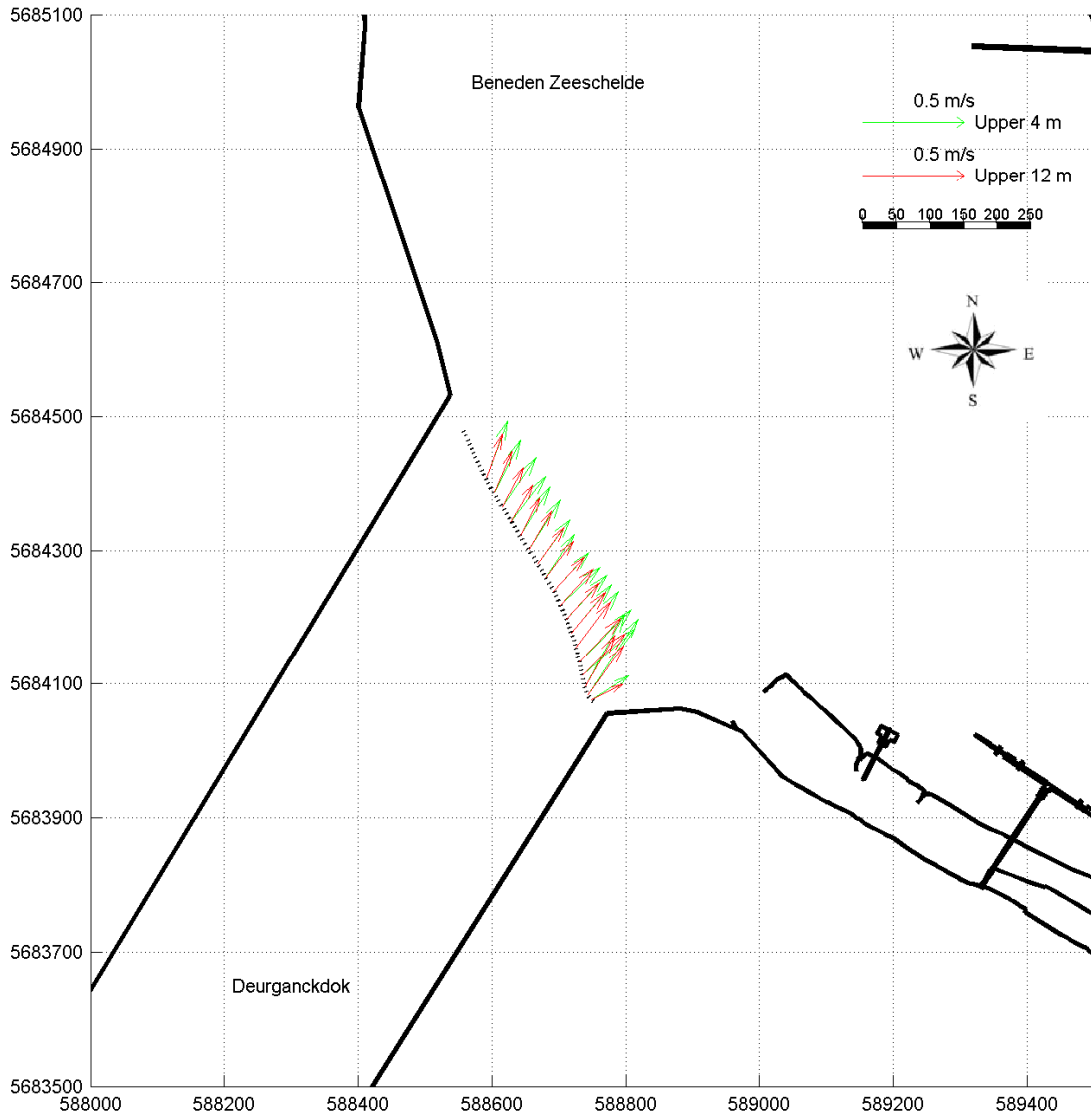 5685100
Beneden Zeeschelde
0.5 m/s
Upper 4 m
5684900
0.5 m/s
Upper 12 m
0 50 100 150 200 250
5684700
N
W E
S
5684500
5684300
5684100
5683900
5683700
Deurganckdok
5683500
588000 588200 588400 588600 588800 589000 589200 589400